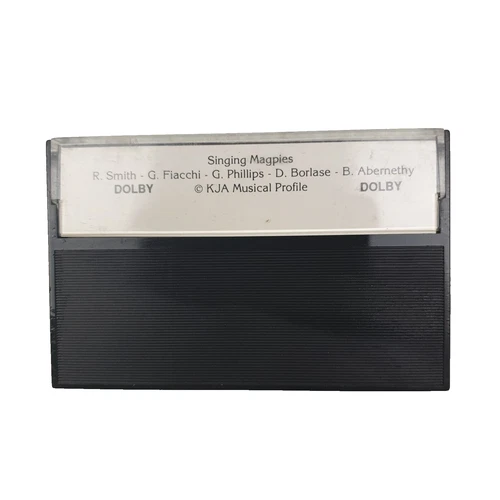 Singing Magpies
R. Smith - G. Fiacchi - G. Phillips - D. Borlase - B. Abernethy
DOLBY © KJA Musical Profile DOLBY